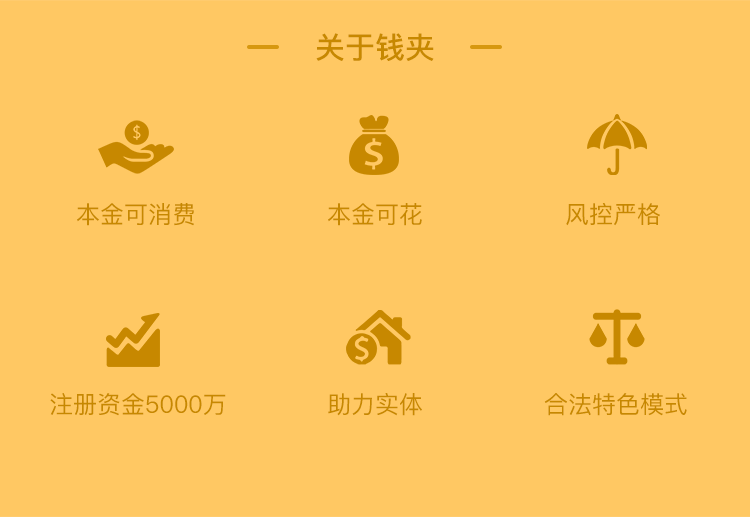 关于钱夹
本金可消费
本金可花
风控严格
注册资金5000万
助力实体
合法特色模式